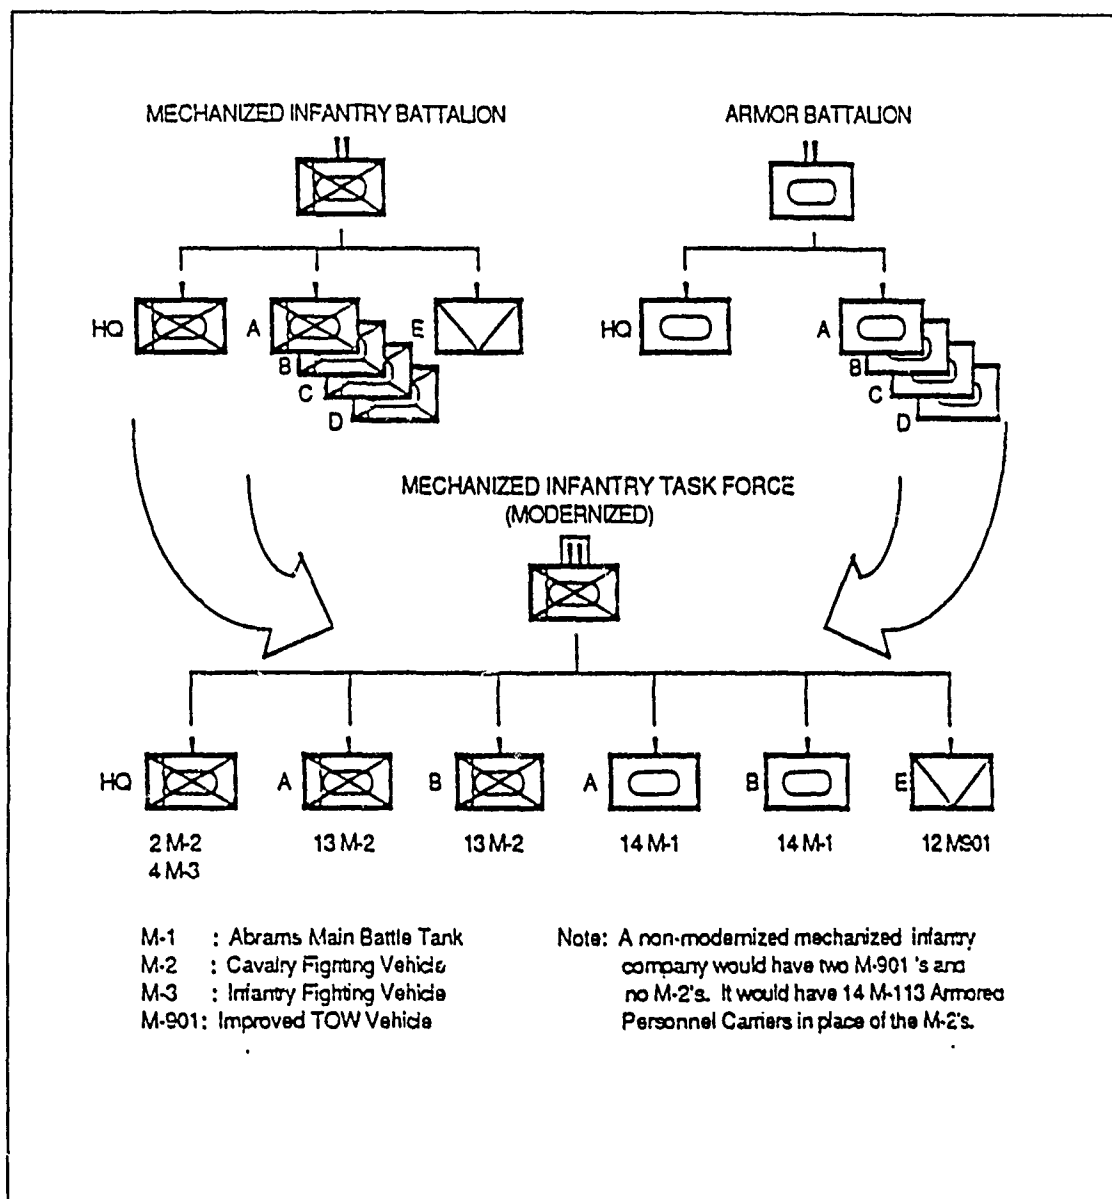 MECHANIZED INFANTRY BATTALION
ARMOR BATTALION
HQ
A
B
C
D
E
HQ
A
B
C
D
MECHANIZED INFANTRY TASK FORCE
(MODERNIZED)
HQ
A
B
A
B
E
2 M-2
4 M-3
13 M-2
13 M-2
14 M-1
14 M-1
12 M901
M-1 : Abrams Main Battle Tank
M-2 : Cavalry Fighting Vehicle
M-3 : Infantry Fighting Vehicle
M-901: Improved TOW Vehicle
Note: A non-modernized mechanized infantry
company would have two M-901 's and
no M-2's. It would have 14 M-113 Armored
Personnel Carriers in place of the M-2's.